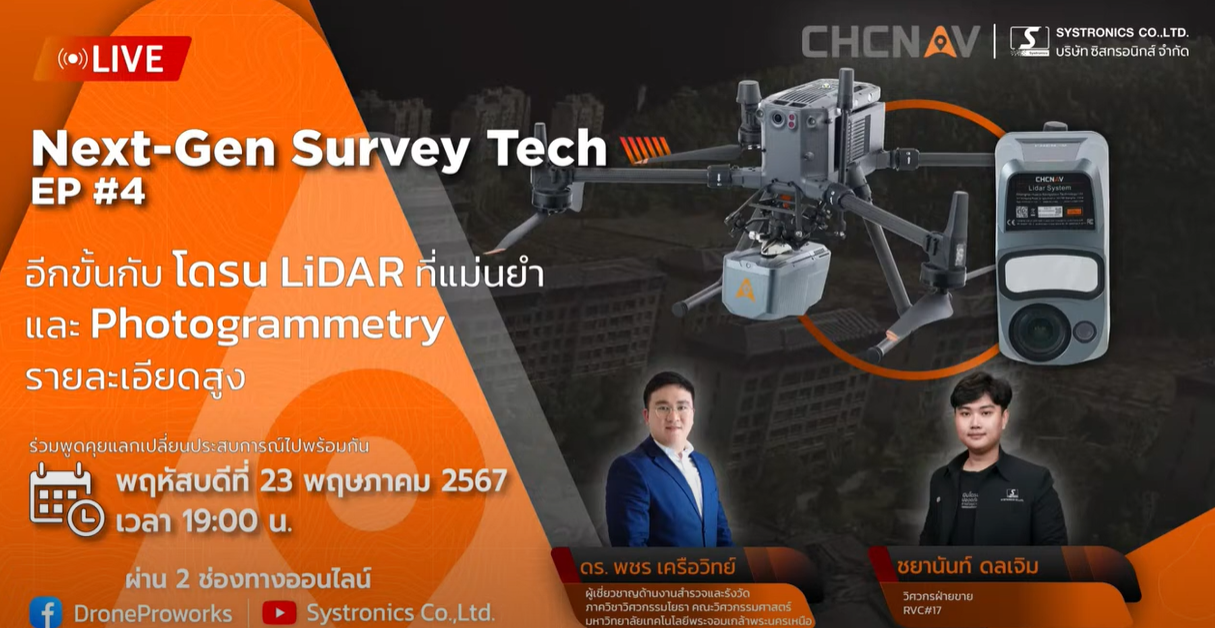 LIVE
CHCNAV
SYSTRONICS CO.,LTD.
บริษัท ซิสทรอนิกส์ จำกัด
Next-Gen Survey Tech
EP #4
อีกขั้นกับ โดรน LiDAR ที่แม่นยำ
และ Photogrammetry
รายละเอียดสูง
ร่วมพูดคุยแลกเปลี่ยนประสบการณ์ไปพร้อมกัน
พฤหัสบดีที่ 23 พฤษภาคม 2567
เวลา 19:00 น.
ผ่าน 2 ช่องทางออนไลน์
DroneProworks
Systronics Co.,Ltd.
CHCNAV
Lidar System
ดร. พชร เครือวิทย์
ผู้เชี่ยวชาญด้านงานสำรวจและรังวัด
ภาควิชาวิศวกรรมโยธา คณะวิศวกรรมศาสตร์
มหาวิทยาลัยเทคโนโลยีพระจอมเกล้าพระนครเหนือ
ชยานันท์ ดลเจิม
วิศวกรฝ่ายขาย
RVC#17